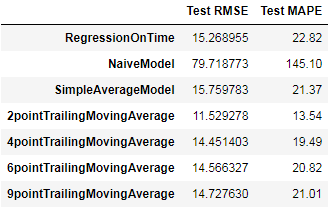 Test RMSE Test MAPE
RegressionOnTime 15.268955 22.82
NaiveModel 79.718773 145.10
SimpleAverageModel 15.759783 21.37
2pointTrailingMovingAverage 11.529278 13.54
4pointTrailingMovingAverage 14.451403 19.49
6pointTrailingMovingAverage 14.566327 20.82
9pointTrailingMovingAverage 14.727630 21.01